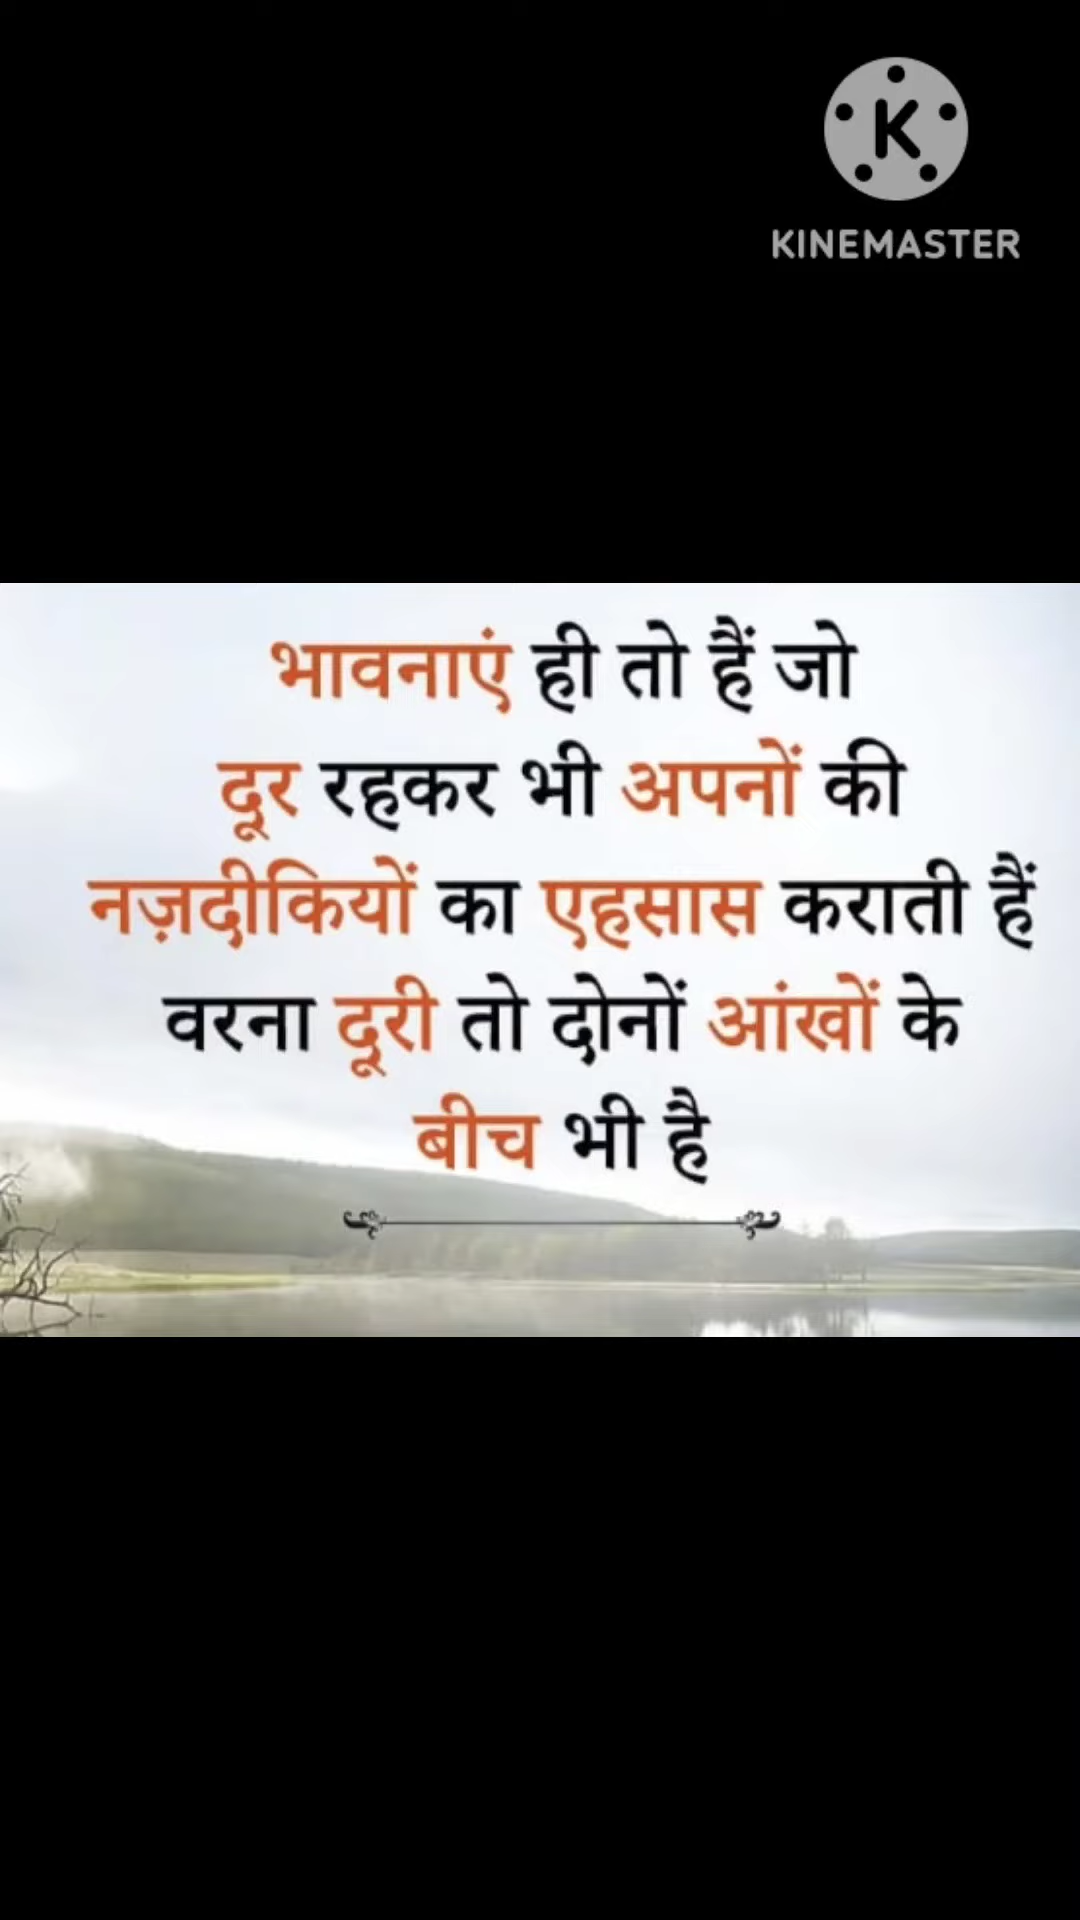 K
KINEMASTER
भावनाएं ही तो हैं जो
दूर रहकर भी अपनों की
नज़दीकियों का एहसास कराती हैं
वरना दूरी तो दोनों आंखों के
बीच भी है